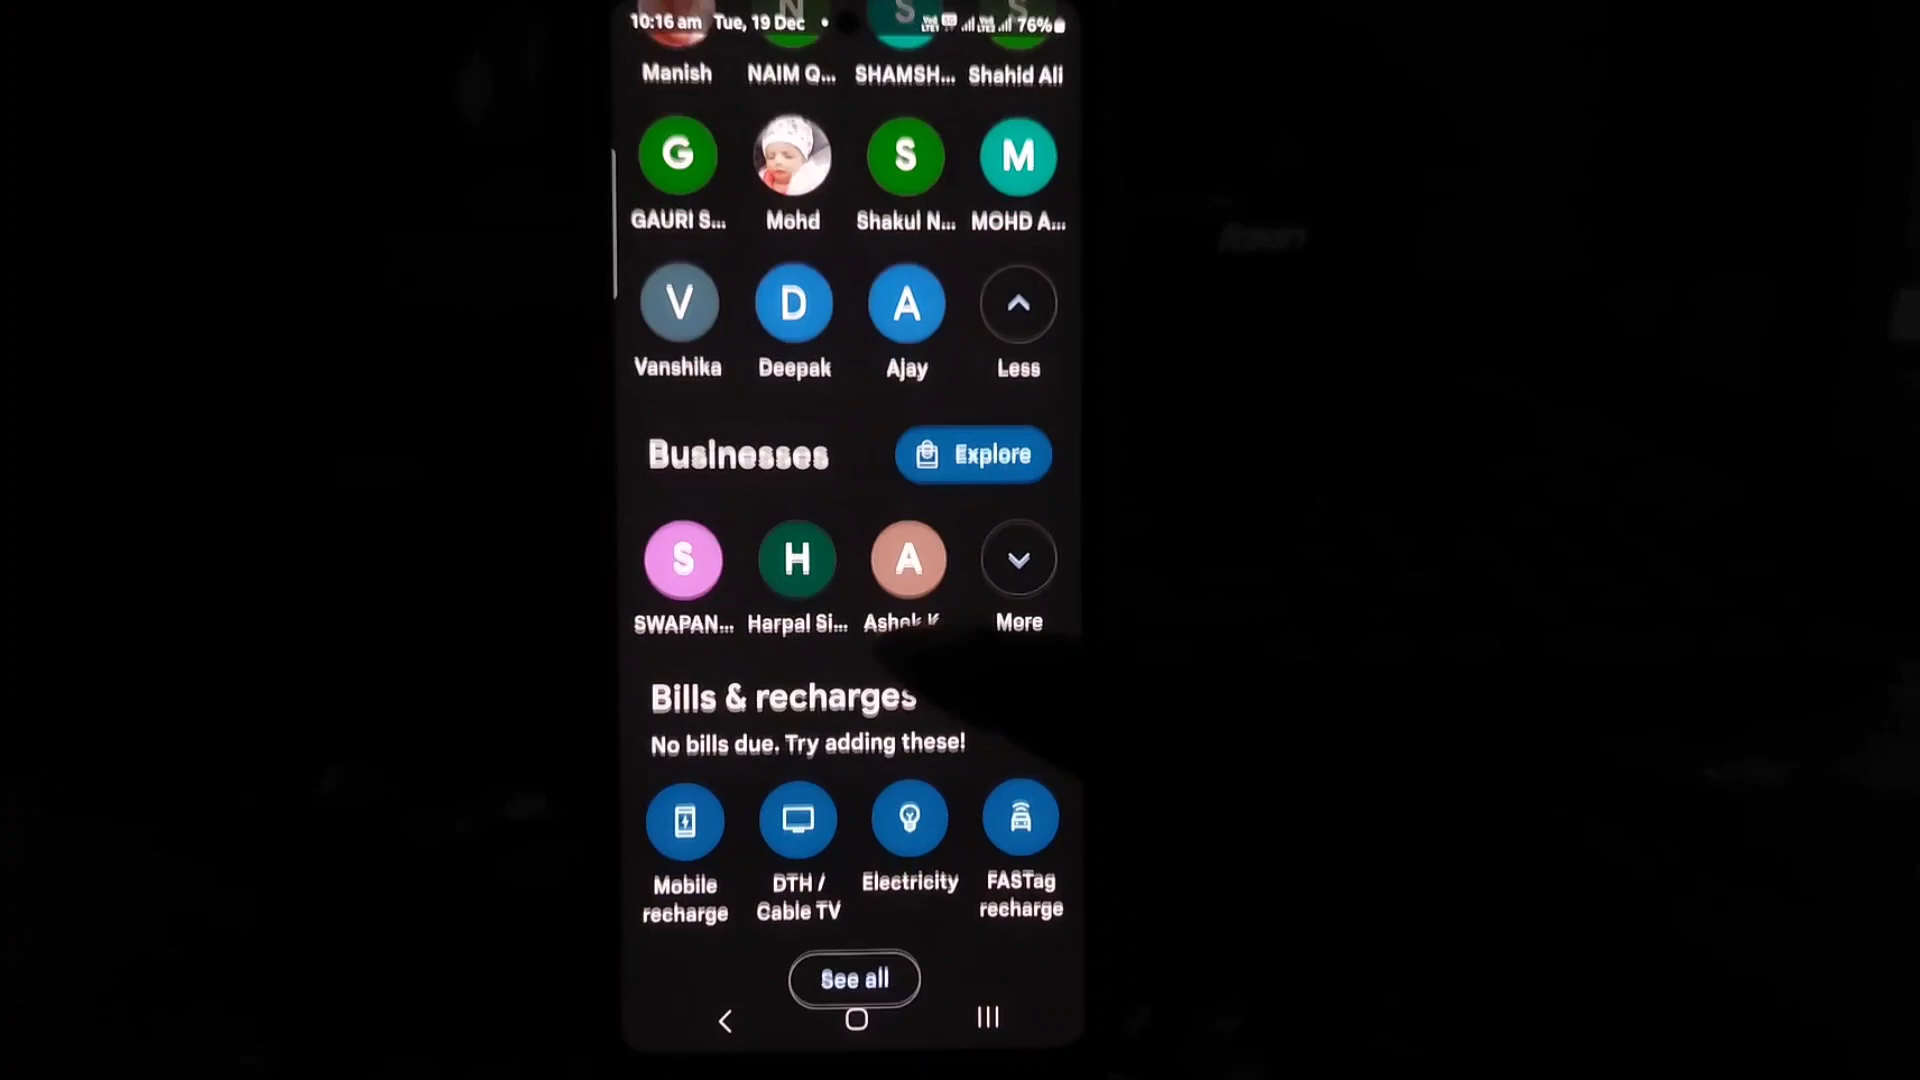 10:16 am Tue, 19 Dec 76%
N S S
Manish NAIM Q... SHAMSH... Shahid Ali
G S M
GAURI S... Mohd Shakul N... MOHD A...
V D A
Vanshika Deepak Ajay Less
Businesses Explore
S H A
SWAPAN... Harpal Si... Ashok K More
Bills & recharges
No bills due. Try adding these!
Mobile recharge DTH / Cable TV Electricity FASTag recharge
See all